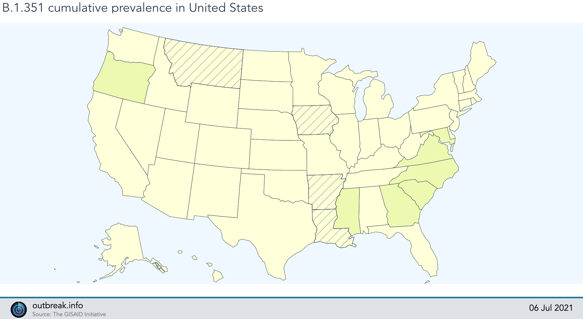 B.1.351 cumulative prevalence in United States
outbreak.info
Source: The GISAID Initiative
06 Jul 2021